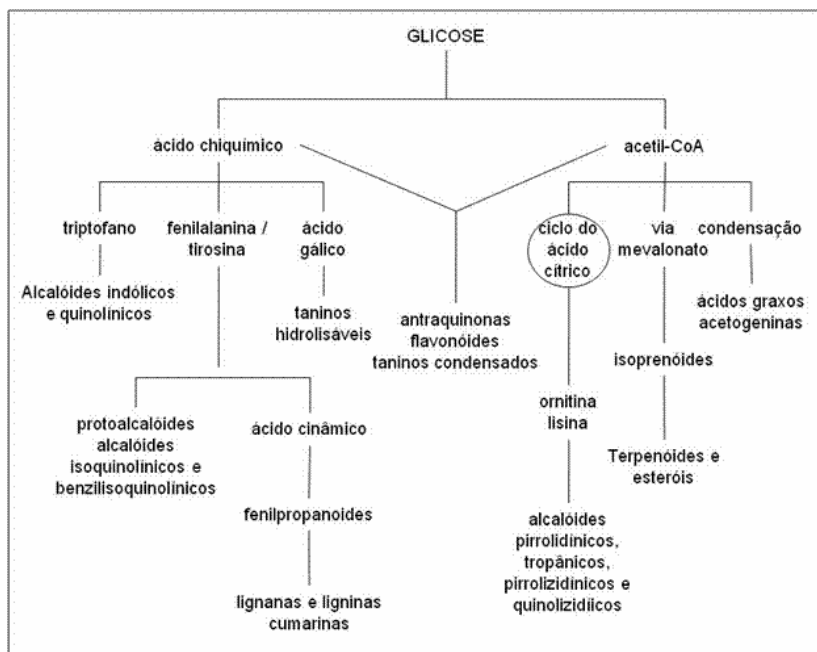 GLICOSE
ácido chiquímico
acetil-CoA
triptofano
fenilalanina /
tirosina
ácido
gálico
ciclo do
ácido
cítrico
via
mevalonato
condensação
Alcalóides indólicos
e quinolínicos
taninos
hidrolisáveis
antraquinonas
flavonóides
taninos condensados
ácidos graxos
acetogeninas
isoprenóides
ornitina
lisina
protoalcalóides
alcalóides
isoquinolínicos e
benzilisoquinolínicos
ácido cinâmico
Terpenóides e
esteróis
fenilpropanoides
alcalóides
pirrolidínicos,
tropânicos,
pirrolizidínicos e
quinolizidíicos
lignanas e ligninas
cumarinas